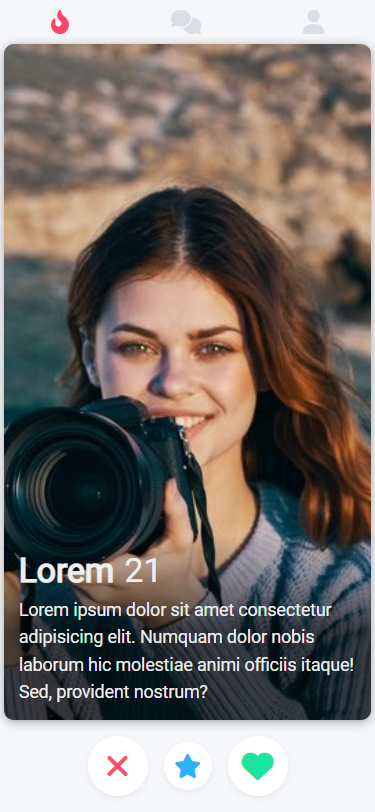 Lorem 21
Lorem ipsum dolor sit amet consectetur
adipisicing elit. Numquam dolor nobis
laborum hic molestiae animi officiis itaque!
Sed, provident nostrum?